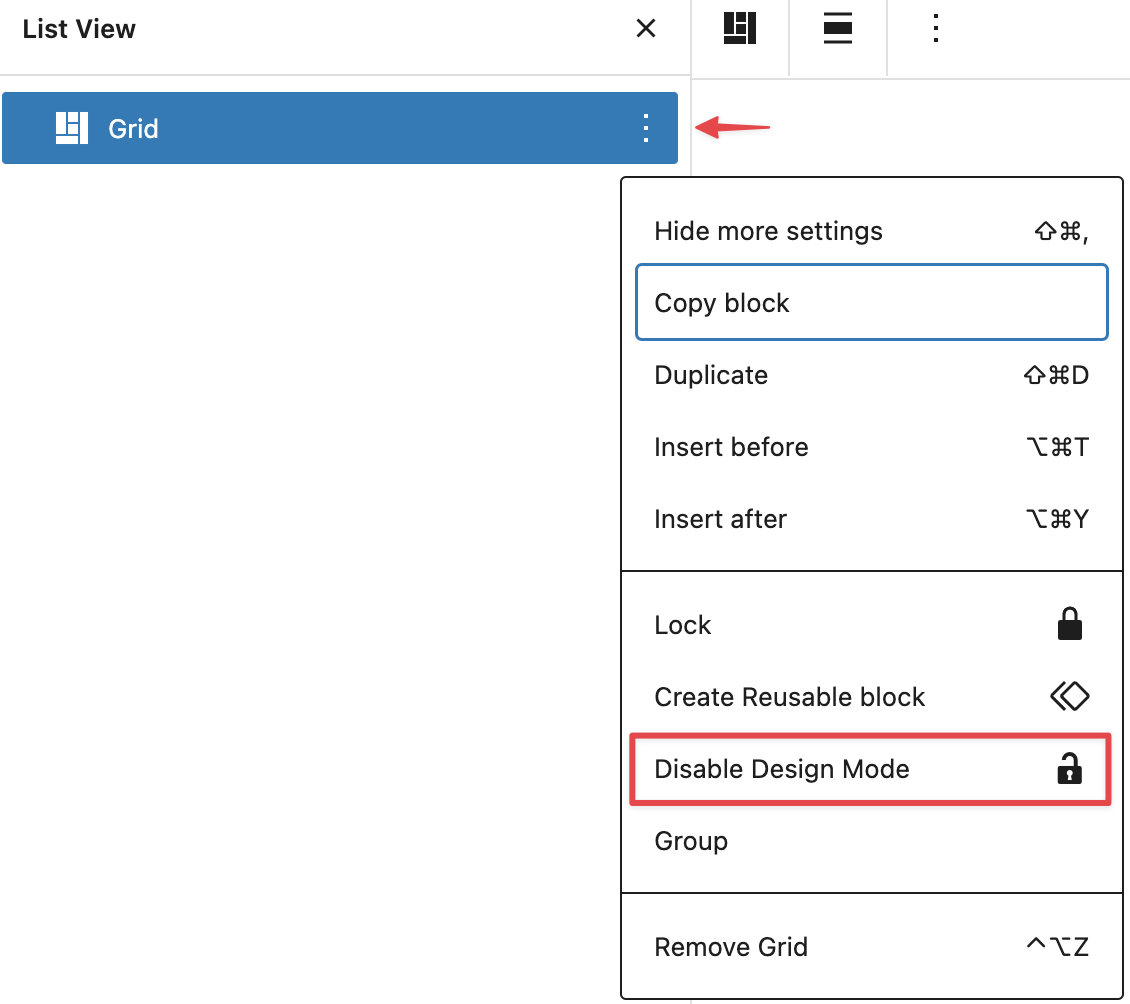 List View
Grid
Hide more settings ⇧⌘,
Copy block
Duplicate ⇧⌘D
Insert before ⌥⌘T
Insert after ⌥⌘Y
Lock
Create Reusable block
Disable Design Mode
Group
Remove Grid ^⌥Z